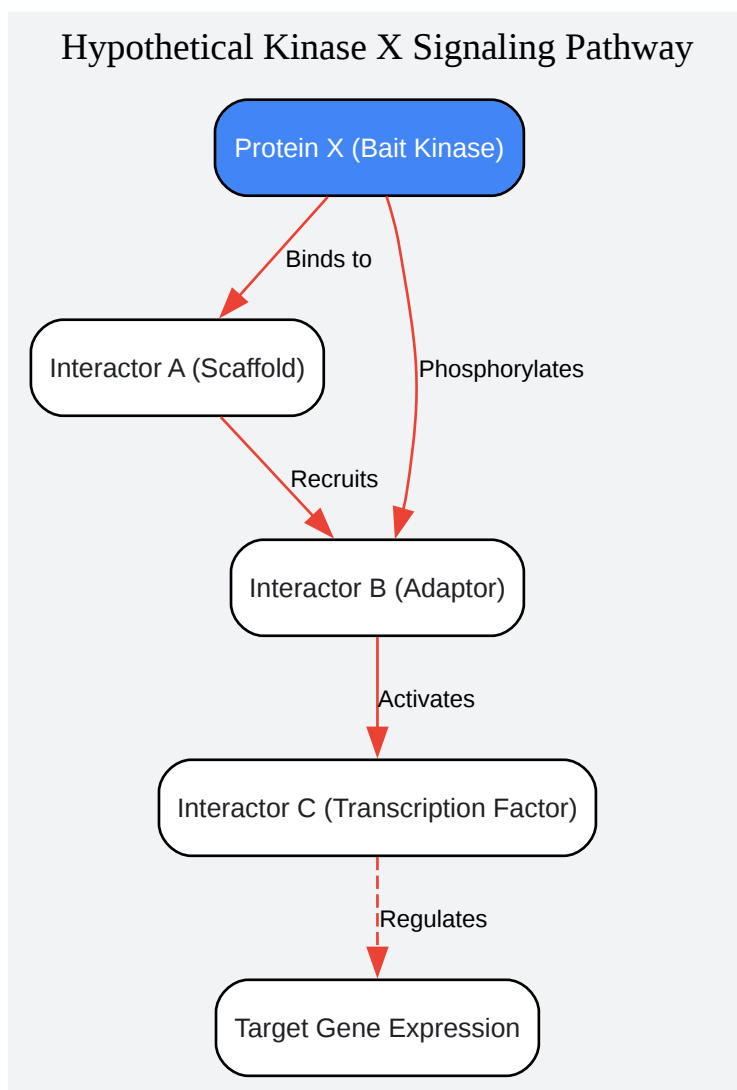 Hypothetical Kinase X Signaling Pathway
Protein X (Bait Kinase)
Binds to
Interactor A (Scaffold)
Phosphorylates
Recruits
Interactor B (Adaptor)
Activates
Interactor C (Transcription Factor)
Regulates
Target Gene Expression